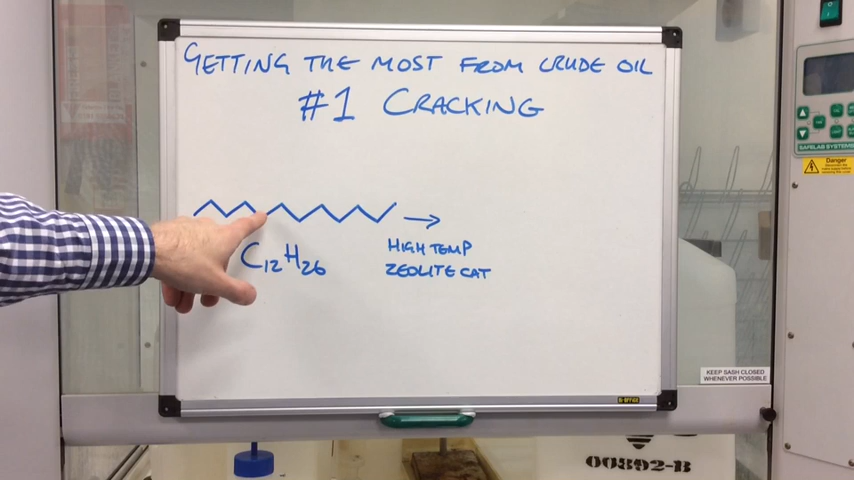 GETTING THE MOST FROM CRUDE OIL
#1 CRACKING
C12H26
HIGH TEMP
ZEOLITE CAT
SAFELAB SYSTEMS
Danger
KEEP SASH CLOSED
WHENEVER POSSIBLE
00892-B